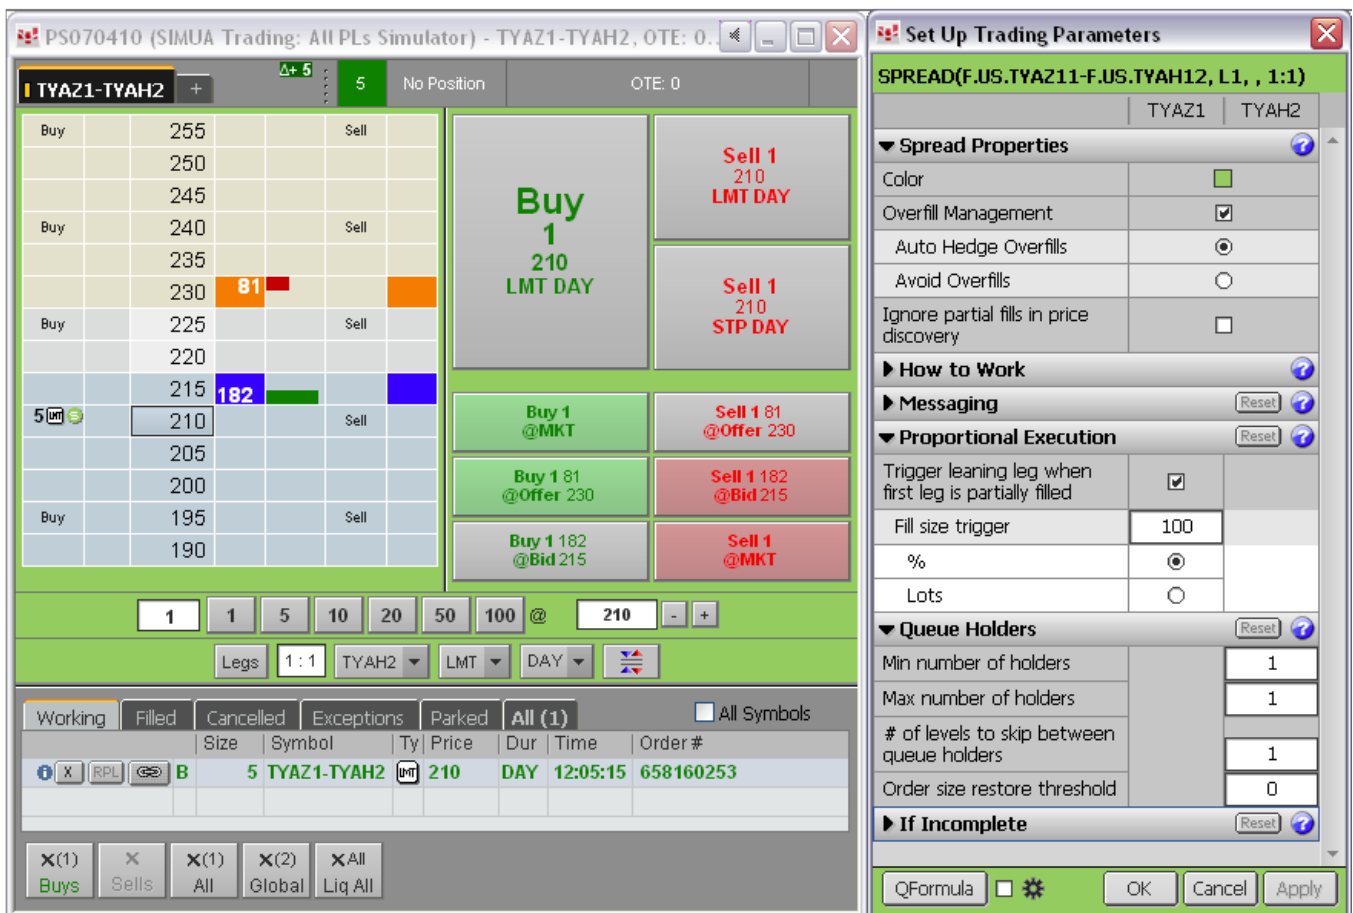 PS070410 (SIMUA Trading: All PLs Simulator) - TYAZ1-TYAH2, OTE: 0..
TYAZ1-TYAH2 +
Δ+ 5
5 No Position OTE: 0
Buy 255 Sell
250
245
Buy 240 Sell
235
230 81
Buy 225 Sell
220
215 182
5 LMT S 210 Sell
205
200
Buy 195 Sell
190
Buy
1
210
LMT DAY
Sell 1
210
LMT DAY
Sell 1
210
STP DAY
Buy 1
@MKT
Sell 1 81
@Offer 230
Buy 1 81
@Offer 230
Sell 1 182
@Bid 215
Buy 1 182
@Bid 215
Sell 1
@MKT
1 1 5 10 20 50 100 @ 210 - +
Legs 1 : 1 TYAH2 LMT DAY
Working Filled Cancelled Exceptions Parked All (1) All Symbols
Size Symbol Ty Price Dur Time Order #
i X RPL B 5 TYAZ1-TYAH2 LMT 210 DAY 12:05:15 658160253
X(1)
Buys
X
Sells
X(1)
All
X(2)
Global
X All
Liq All
Set Up Trading Parameters
SPREAD(F.US.TYAZ11-F.US.TYAH12, L1, , 1:1)
TYAZ1 TYAH2
Spread Properties ?
Color
Overfill Management
Auto Hedge Overfills
Avoid Overfills
Ignore partial fills in price
discovery
How to Work ?
Messaging Reset ?
Proportional Execution Reset ?
Trigger leaning leg when
first leg is partially filled
Fill size trigger 100
%
Lots
Queue Holders Reset ?
Min number of holders 1
Max number of holders 1
# of levels to skip between
queue holders 1
Order size restore threshold 0
If Incomplete Reset ?
QFormula OK Cancel Apply